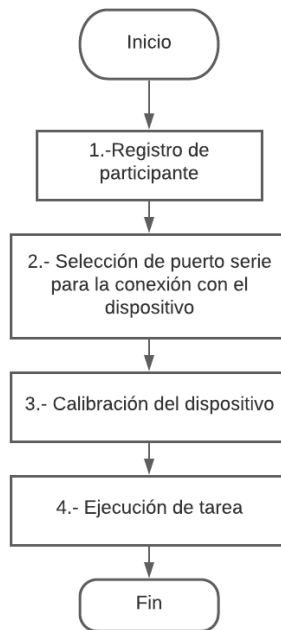 Inicio
1.-Registro de
participante
2.- Selección de puerto serie
para la conexión con el
dispositivo
3.- Calibración del dispositivo
4.- Ejecución de tarea
Fin